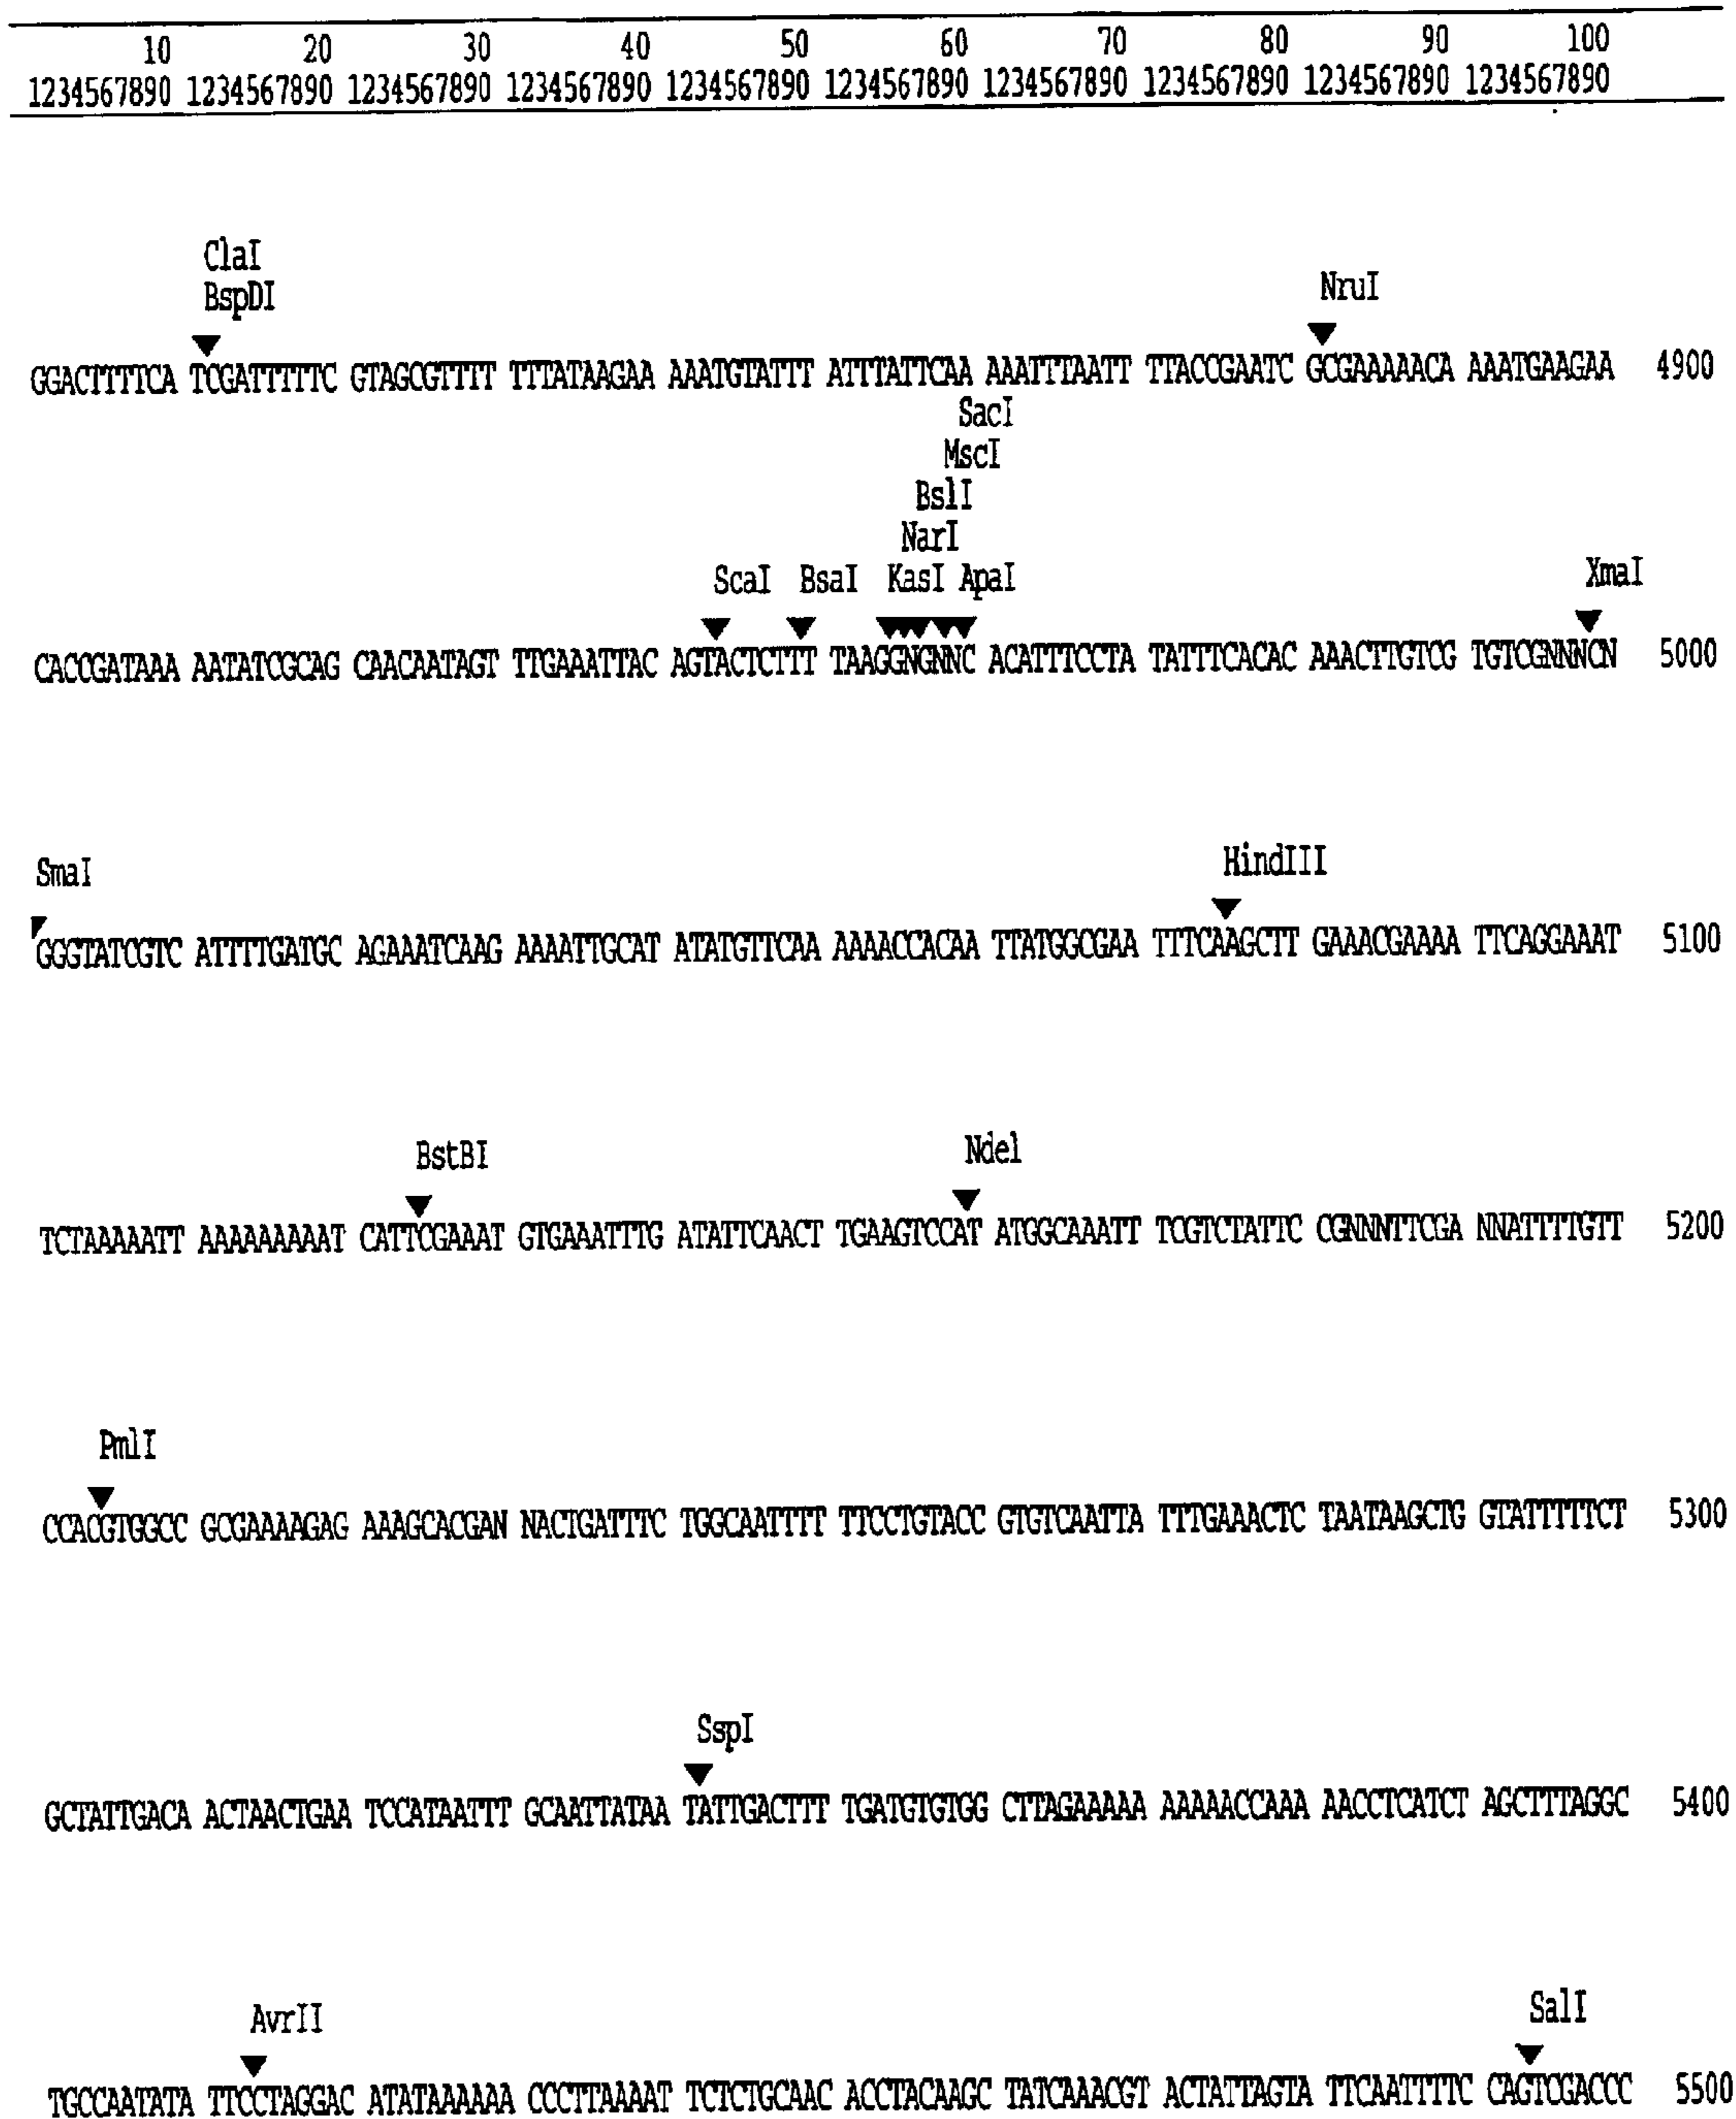 10 20 30 40 50 60 70 80 90 100
1234567890 1234567890 1234567890 1234567890 1234567890 1234567890 1234567890 1234567890 1234567890 1234567890
ClaI
BspDI NruI
GGACTTTTCA TCGATTTTTC GTAGCGTTTT TTTATAAGAA AAATGTATTT ATTTATTCAA AAATTTAATT TTACCGAATC GCGAAAAACA AAATGAAGAA 4900
SacI
MscI
BslI
NarI
ScaI BsaI KasI ApaI XmaI
CACCGATAAA AATATCGCAG CAACAATAGT TTGAAATTAC AGTACTCTTT TAAGGNGNNC ACATTTCCTA TATTTCACAC AAACTTGTCG TGTCGNNNCN 5000
SmaI HindIII
GGGTATCGTC ATTTTGATGC AGAAATCAAG AAAATTGCAT ATATGTTCAA AAAACCACAA TTATGGCGAA TTTCAAGCTT GAAACGAAAA TTCAGGAAAT 5100
BstBI NdeI
TCTAAAAATT AAAAAAAAAT CATTCGAAAT GTGAAATTTG ATATTCAACT TGAAGTCCAT ATGGCAAATT TCGTCTATTC CGNNNTTCGA NNATTTTGTT 5200
PmlI
CCACGTGGCC GCGAAAAGAG AAAGCACGAN NACTGATTTC TGGCAATTTT TTCCTGTACC GTGTCAATTA TTTGAAACTC TAATAAGCTG GTATTTTTCT 5300
SspI
GCTATTGACA ACTAACTGAA TCCATAATTT GCAATTATAA TATTGACTTT TGATGTGTGG CTTAGAAAAA AAAAACCAAA AACCTCATCT AGCTTTAGGC 5400
AvrII SalI
TGCCAATATA TTCCTAGGAC ATATAAAAAA CCCTTAAAAT TCTCTGCAAC ACCTACAAGC TATCAAACGT ACTATTAGTA TTCAATTTTC CAGTCGACCC 5500